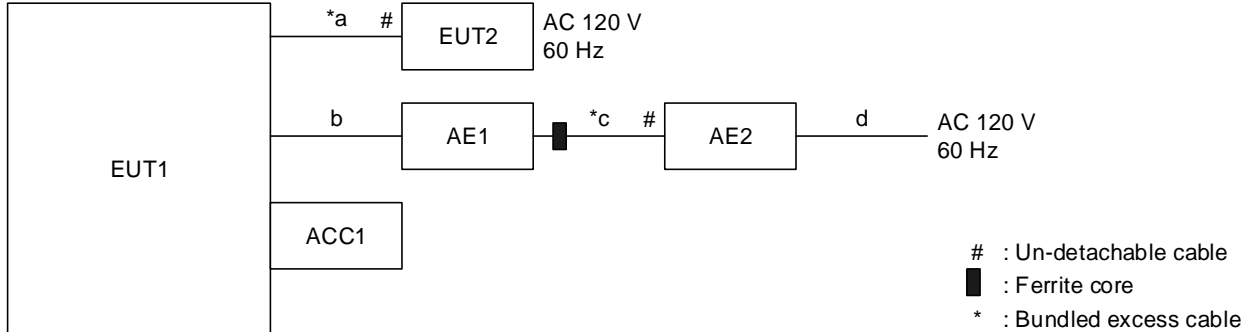 *a #
EUT2
AC 120 V
60 Hz
b
AE1
*c #
AE2
d
AC 120 V
60 Hz
EUT1
ACC1
# : Un-detachable cable
: Ferrite core
* : Bundled excess cable